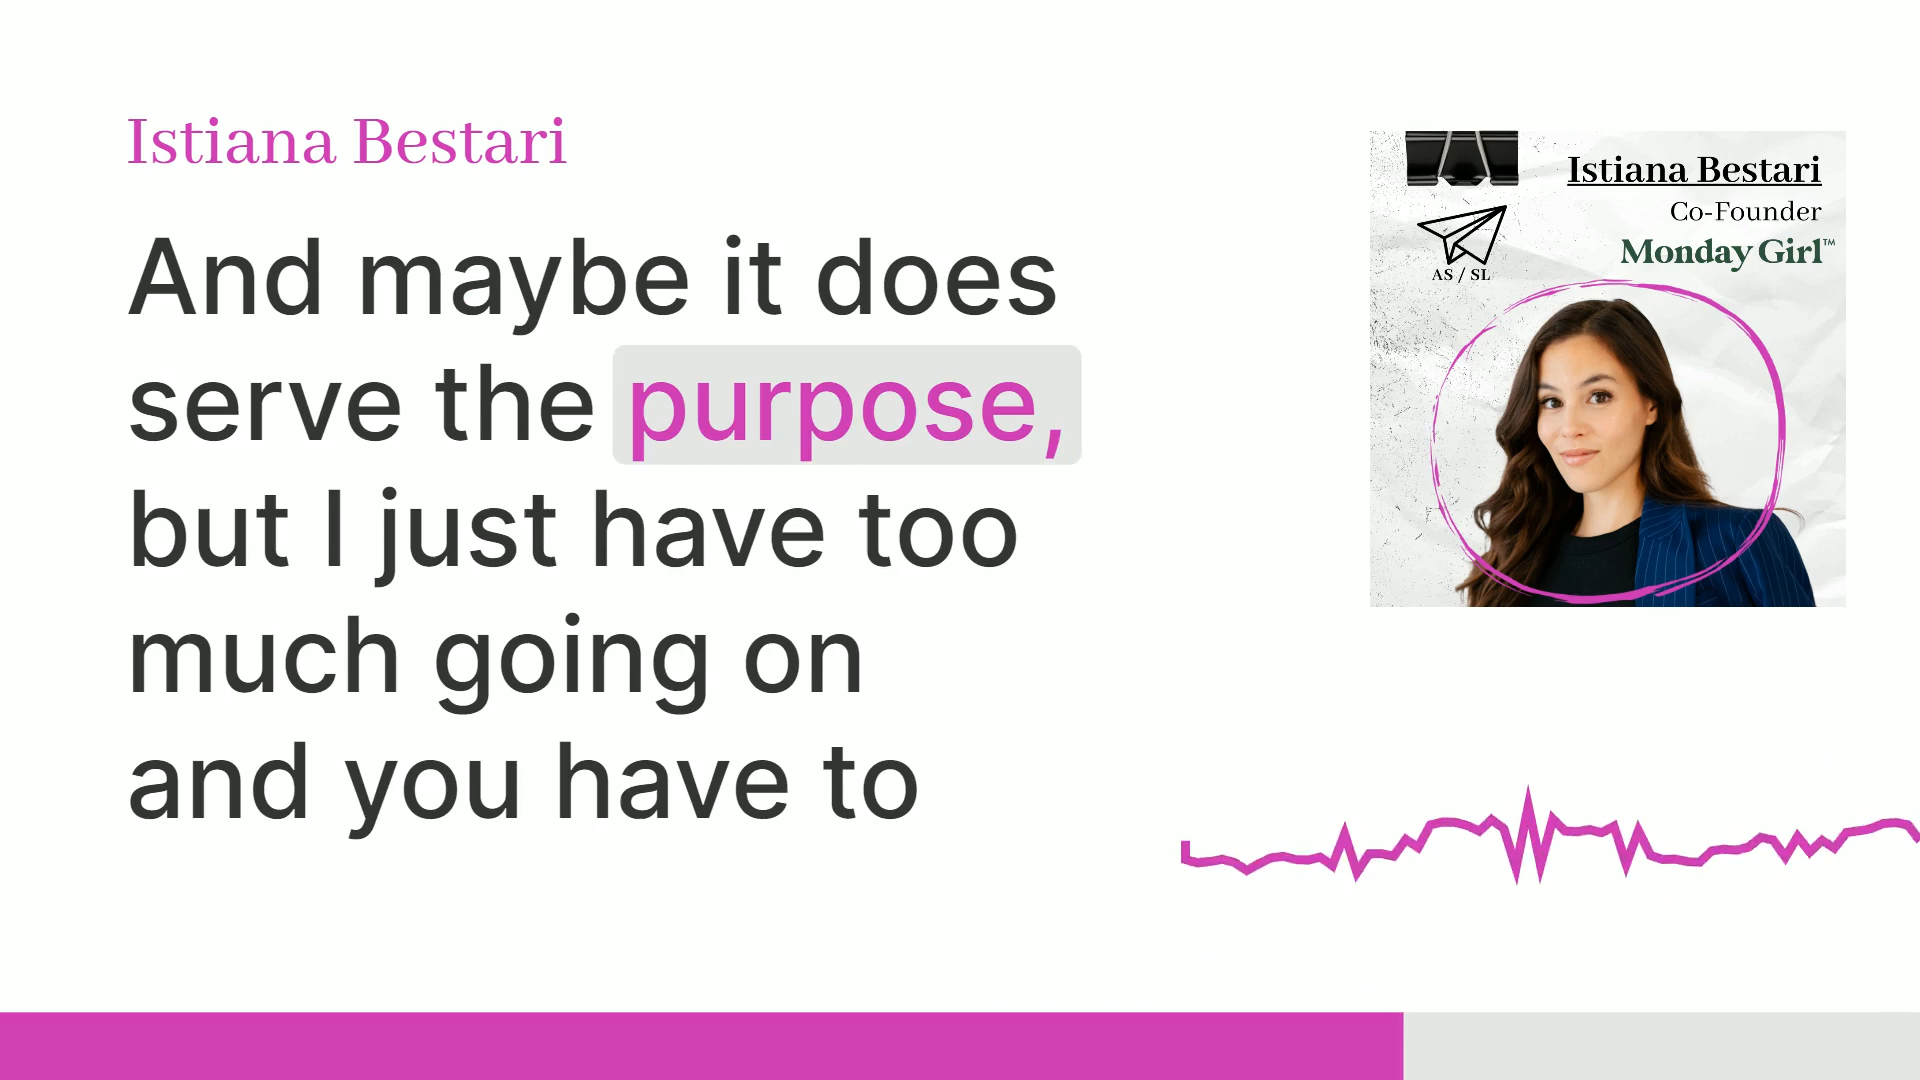 Istiana Bestari
And maybe it does
serve the purpose,
but I just have too
much going on
and you have to
Istiana Bestari
Co-Founder
Monday Girl™
AS / SL